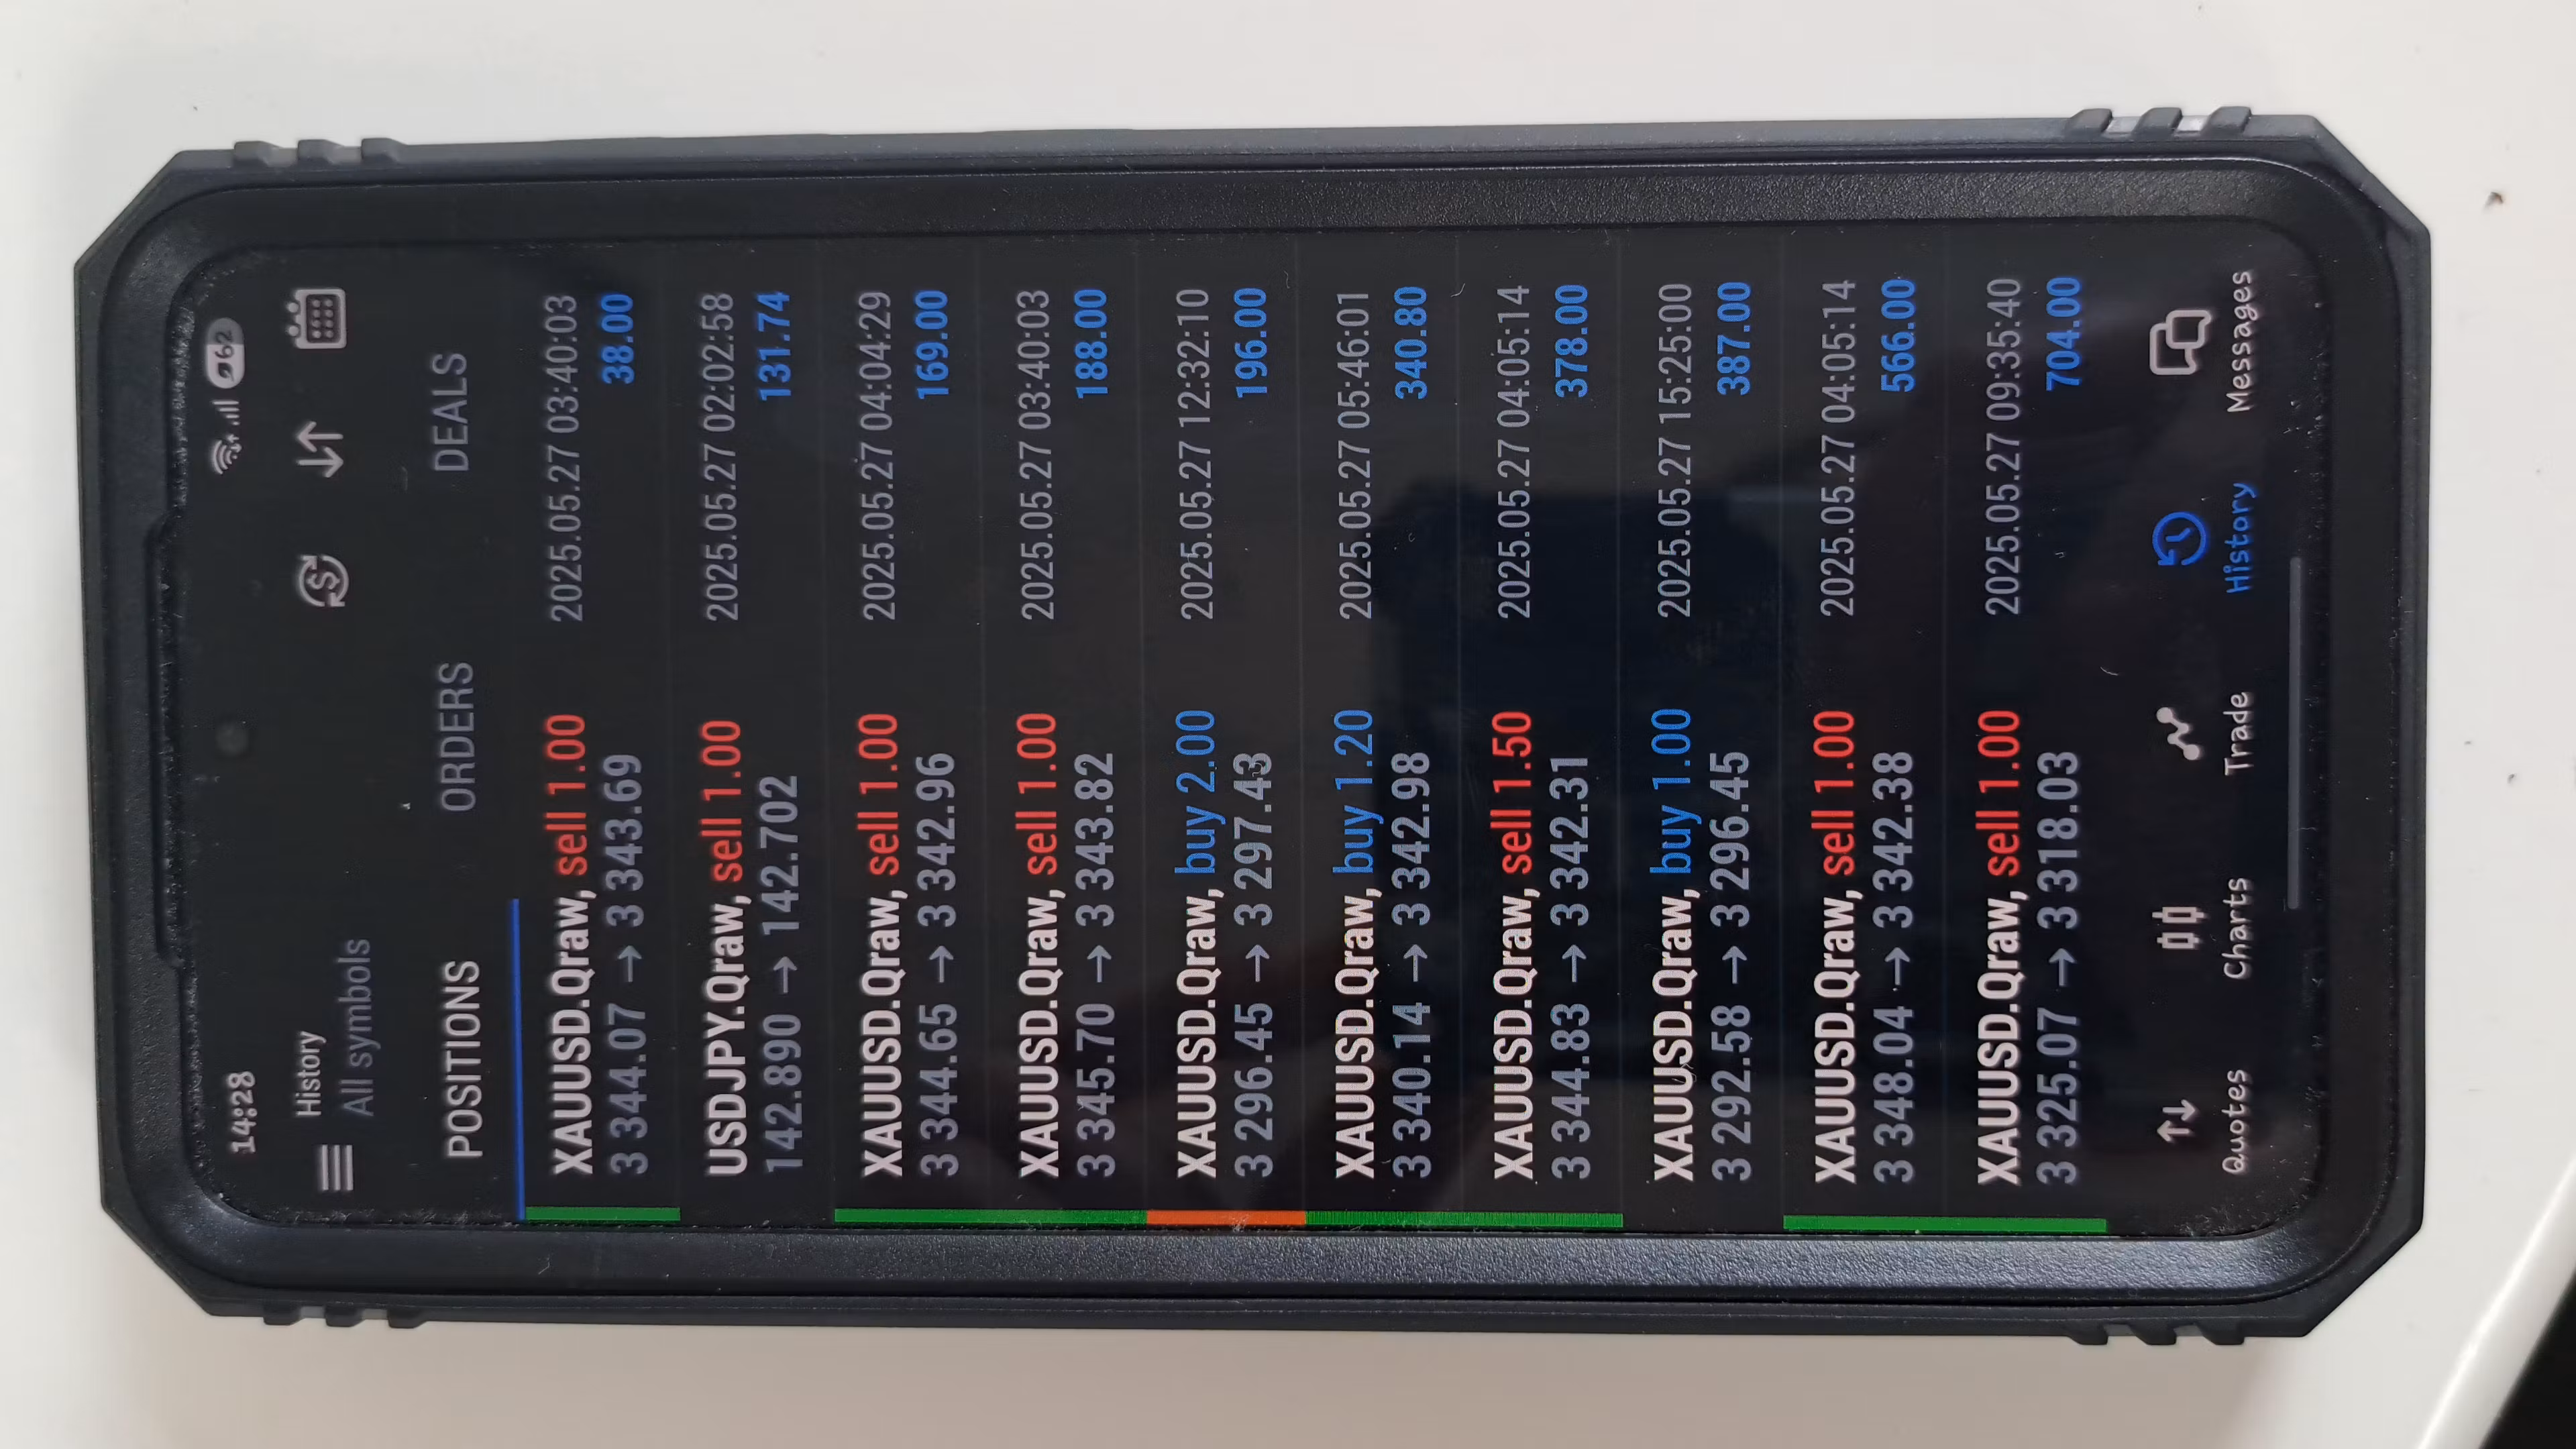 14:28
62
History
All symbols
POSITIONS ORDERS DEALS
XAUUSD.Qraw, sell 1.00 2025.05.27 03:40:03
3 344.07 → 3 343.69 38.00
USDJPY.Qraw, sell 1.00 2025.05.27 02:02:58
142.890 → 142.702 131.74
XAUUSD.Qraw, sell 1.00 2025.05.27 04:04:29
3 344.65 → 3 342.96 169.00
XAUUSD.Qraw, sell 1.00 2025.05.27 03:40:03
3 345.70 → 3 343.82 188.00
XAUUSD.Qraw, buy 2.00 2025.05.27 12:32:10
3 296.45 → 3 297.43 196.00
XAUUSD.Qraw, buy 1.20 2025.05.27 05:46:01
3 340.14 → 3 342.98 340.80
XAUUSD.Qraw, sell 1.50 2025.05.27 04:05:14
3 344.83 → 3 342.31 378.00
XAUUSD.Qraw, buy 1.00 2025.05.27 15:25:00
3 292.58 → 3 296.45 387.00
XAUUSD.Qraw, sell 1.00 2025.05.27 04:05:14
3 348.04 → 3 342.38 566.00
XAUUSD.Qraw, sell 1.00 2025.05.27 09:35:40
3 325.07 → 3 318.03 704.00
Quotes Charts Trade History Messages